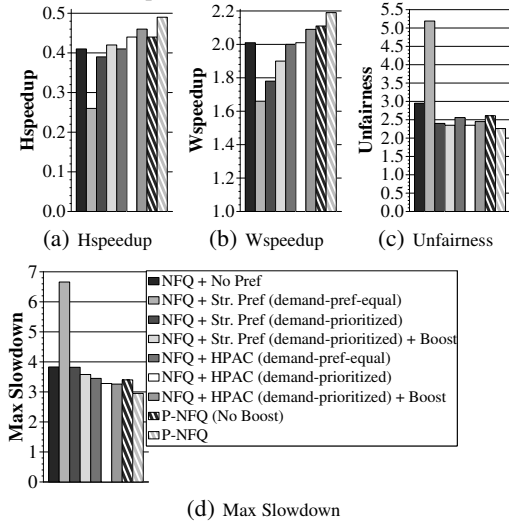 Hspeedup
0.5
0.4
0.3
0.2
0.1
0.0
(a) Hspeedup
Wspeedup
2.2
2.0
1.8
1.6
1.4
1.2
1.0
(b) Wspeedup
Unfairness
5.5
5.0
4.5
4.0
3.5
3.0
2.5
2.0
1.5
1.0
0.5
0.0
(c) Unfairness
Max Slowdown
7
6
5
4
3
2
1
0
NFQ + No Pref
NFQ + Str. Pref (demand-pref-equal)
NFQ + Str. Pref (demand-prioritized)
NFQ + Str. Pref (demand-prioritized) + Boost
NFQ + HPAC (demand-pref-equal)
NFQ + HPAC (demand-prioritized)
NFQ + HPAC (demand-prioritized) + Boost
P-NFQ (No Boost)
P-NFQ
(d) Max Slowdown